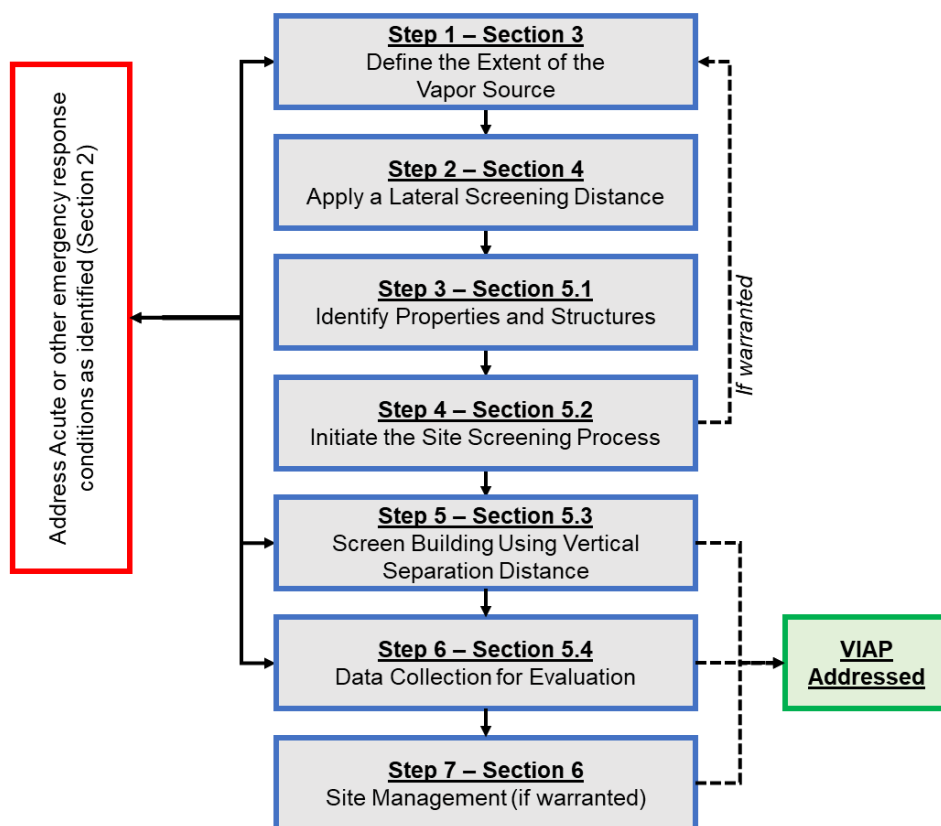 Address Acute or other emergency response
conditions as identified (Section 2)
Step 1 – Section 3
Define the Extent of the
Vapor Source
Step 2 – Section 4
Apply a Lateral Screening Distance
Step 3 – Section 5.1
Identify Properties and Structures
Step 4 – Section 5.2
Initiate the Site Screening Process
If warranted
Step 5 – Section 5.3
Screen Building Using Vertical
Separation Distance
Step 6 – Section 5.4
Data Collection for Evaluation
Step 7 – Section 6
Site Management (if warranted)
VIAP
Addressed